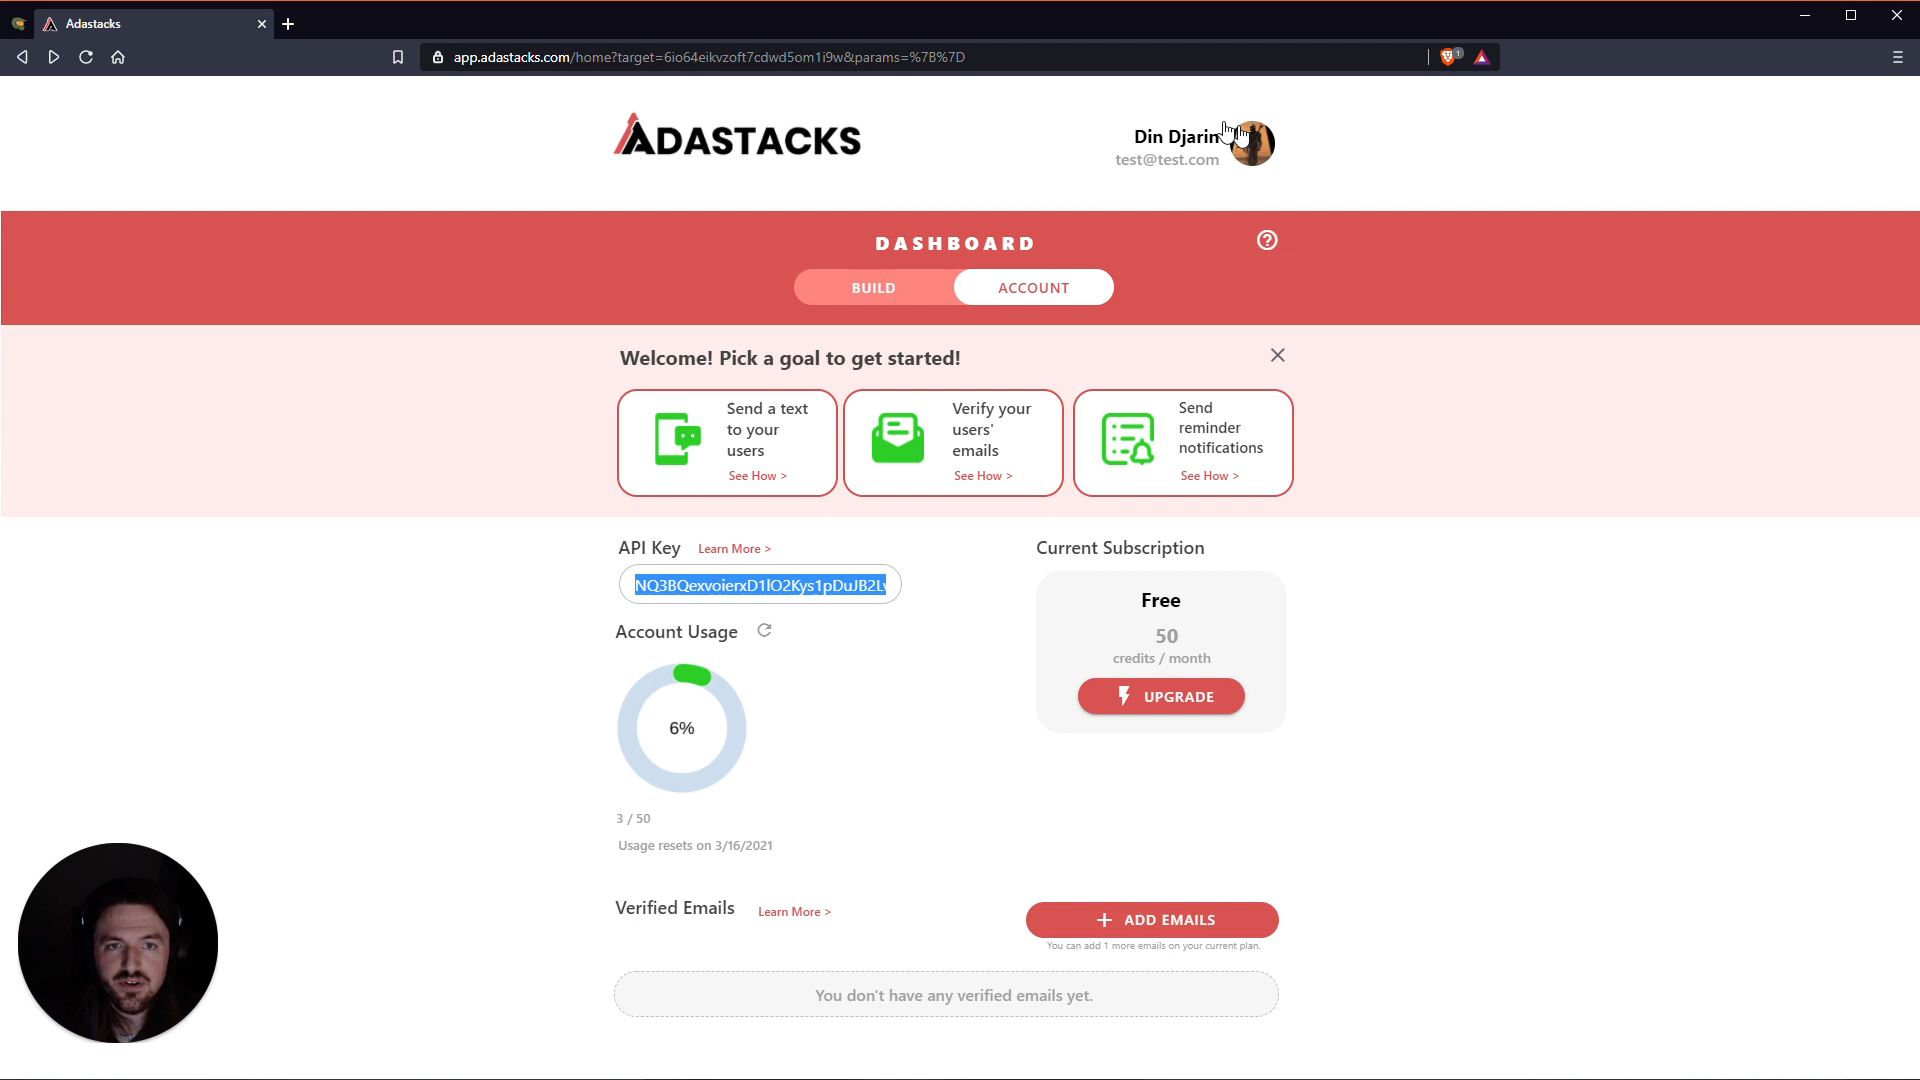 Adastacks
app.adastacks.com/home?target=6io64eikvzoft7cdwd5om1i9w&params=%7B%7D
1
ADASTACKS
Din Djarin
test@test.com
DASHBOARD
BUILD
ACCOUNT
Welcome! Pick a goal to get started!
Send a text
to your
users
See How >
Verify your
users'
emails
See How >
Send
reminder
notifications
See How >
API Key Learn More >
NQ3BQexvoierxD1lO2Kys1pDuJB2L
Account Usage
6%
3 / 50
Usage resets on 3/16/2021
Current Subscription
Free
50
credits / month
UPGRADE
Verified Emails Learn More >
ADD EMAILS
You can add 1 more emails on your current plan.
You don't have any verified emails yet.